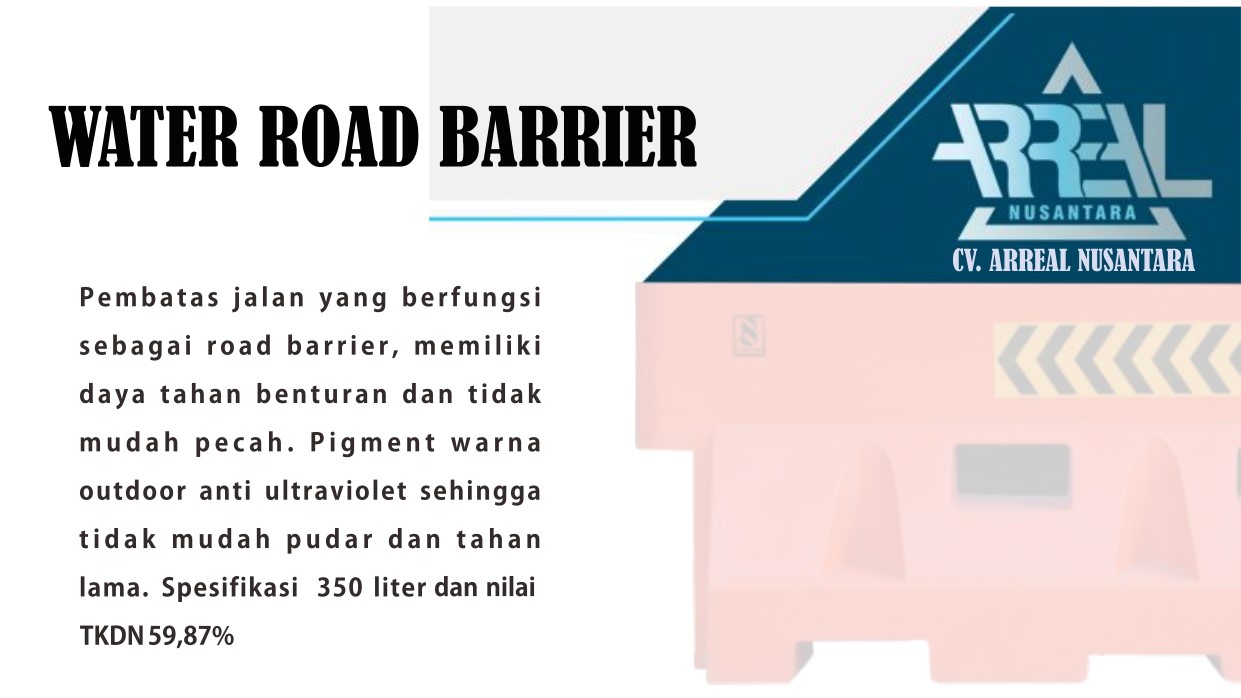 WATER ROAD BARRIER
ARREAL
NUSANTARA
CV. ARREAL NUSANTARA
Pembatas jalan yang berfungsi
sebagai road barrier, memiliki
daya tahan benturan dan tidak
mudah pecah. Pigment warna
outdoor anti ultraviolet sehingga
tidak mudah pudar dan tahan
lama. Spesifikasi 350 liter dan nilai
TKDN 59,87%